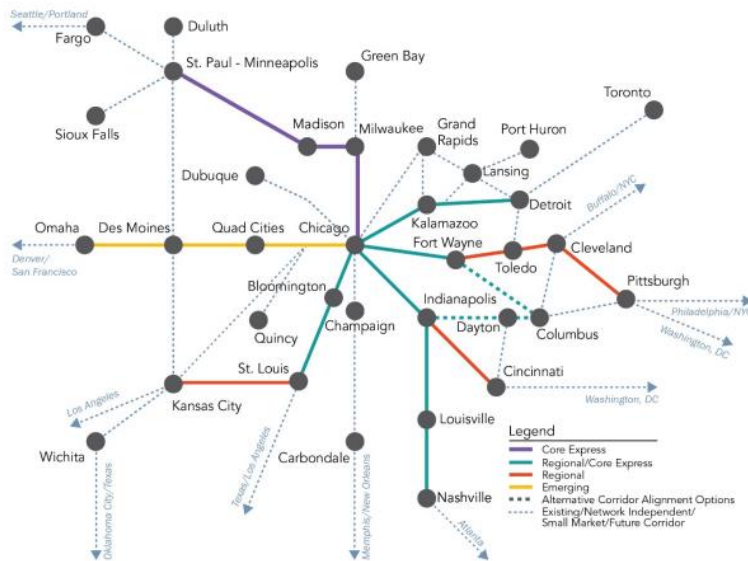 Seattle/Portland
Fargo
Duluth
St. Paul - Minneapolis
Green Bay
Toronto
Sioux Falls
Madison
Milwaukee
Grand
Rapids
Port Huron
Dubuque
Lansing
Kalamazoo
Detroit
Buffalo/NYC
Omaha
Des Moines
Quad Cities
Chicago
Fort Wayne
Toledo
Cleveland
Denver/
San Francisco
Bloomington
Indianapolis
Pittsburgh
Philadelphia/NYC
Quincy
Champaign
Dayton
Columbus
Washington, DC
St. Louis
Cincinnati
Los Angeles
Kansas City
Washington, DC
Wichita
Texas/Los Angeles
Carbondale
Louisville
Oklahoma City/Texas
Memphis/New Orleans
Nashville
Atlanta
Legend
Core Express
Regional/Core Express
Regional
Emerging
Alternative Corridor Alignment Options
Existing/Network Independent/
Small Market/Future Corridor